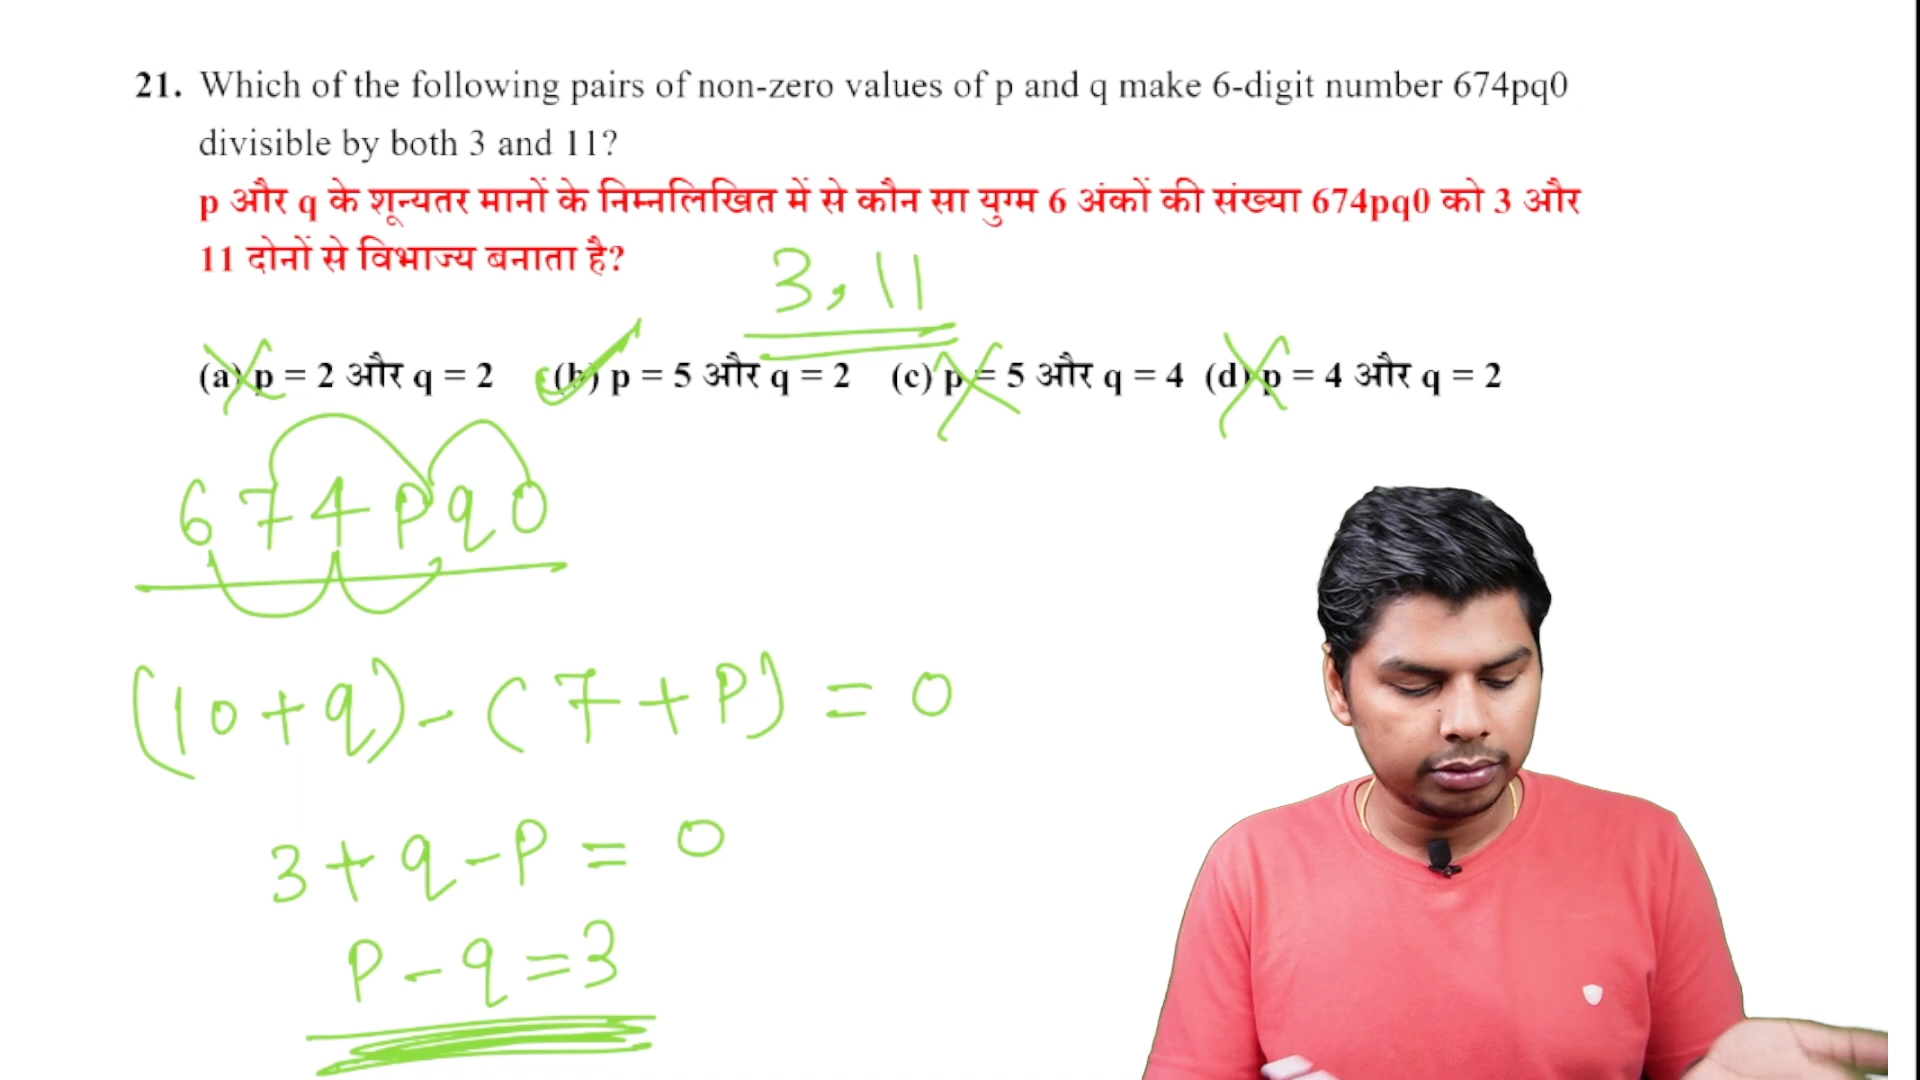 21. Which of the following pairs of non-zero values of p and q make 6-digit number 674pq0
divisible by both 3 and 11?
p और q के शून्यतर मानों के निम्नलिखित में से कौन सा युग्म 6 अंकों की संख्या 674pq0 को 3 और
11 दोनों से विभाज्य बनाता है?
3, 11
(a) p = 2 और q = 2 (b) p = 5 और q = 2 (c) p = 5 और q = 4 (d) p = 4 और q = 2
674pq0
(10+q)-(7+P) = 0
3+q-P = 0
P-q=3